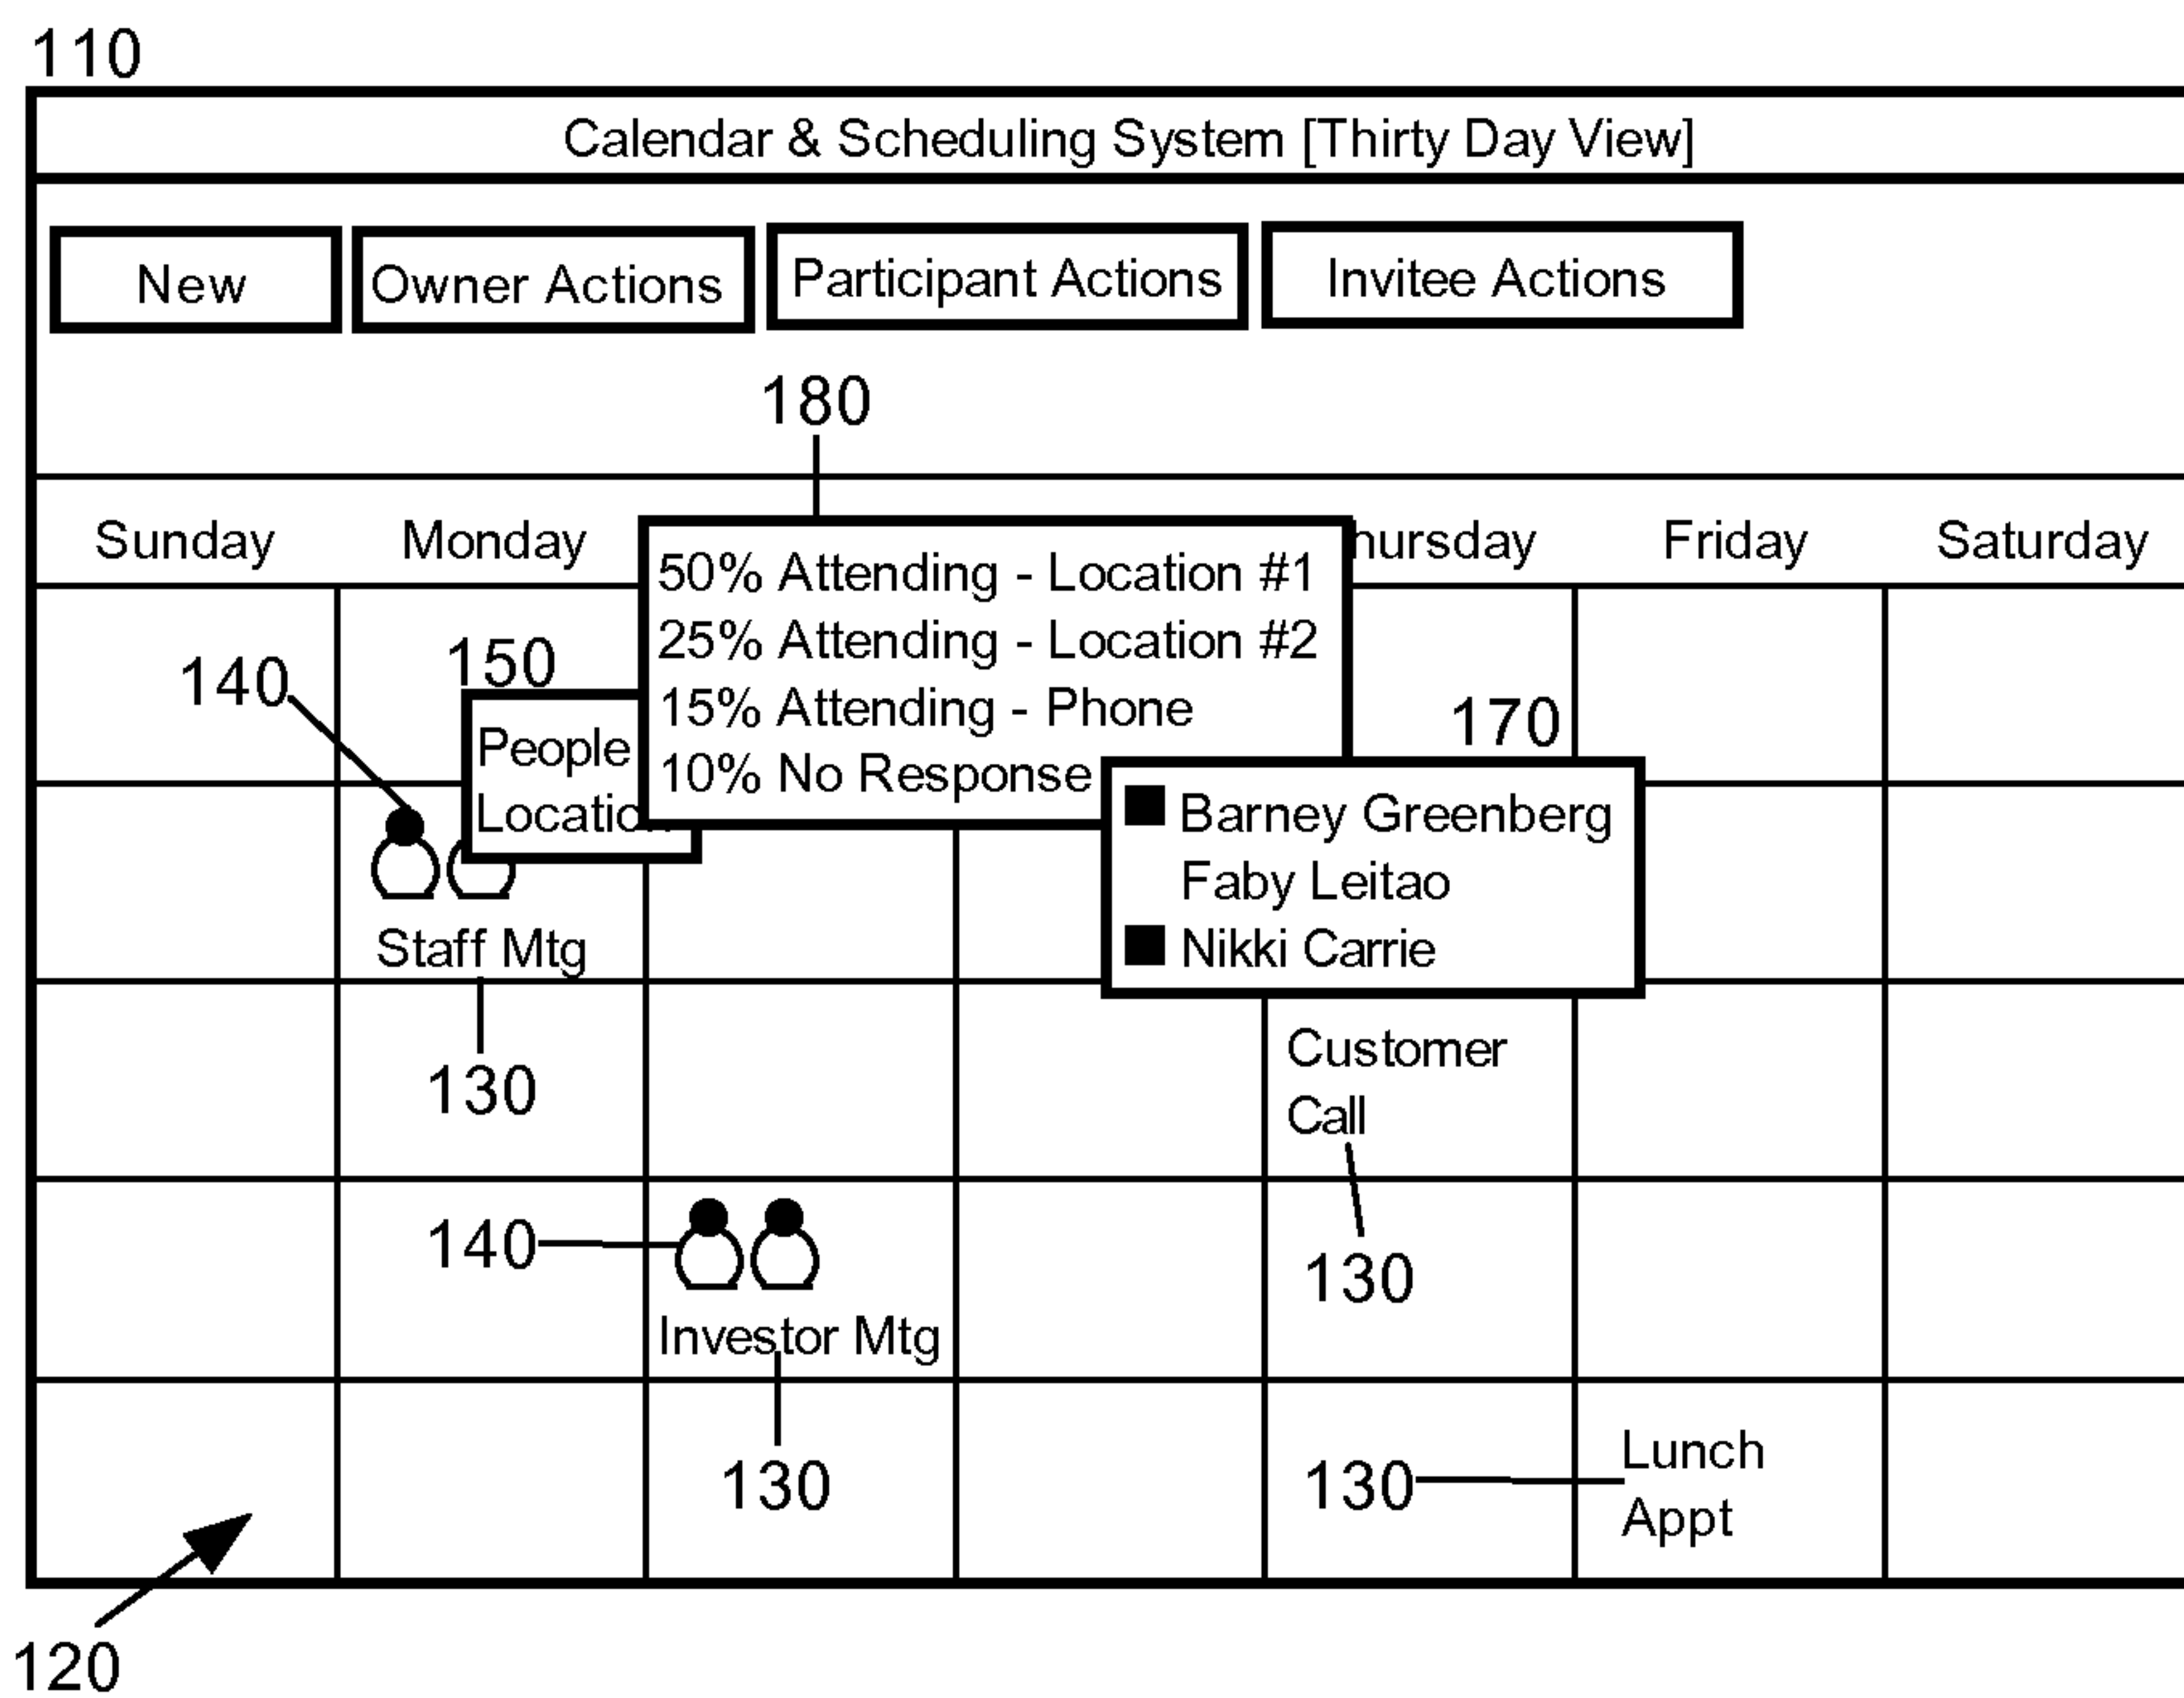 110
Calendar & Scheduling System [Thirty Day View]
New
Owner Actions
Participant Actions
Invitee Actions
180
Sunday
Monday
hursday
Friday
Saturday
50% Attending - Location #1
25% Attending - Location #2
15% Attending - Phone
10% No Response
140
150
People
Locatio
170
Barney Greenberg
Faby Leitao
Nikki Carrie
Staff Mtg
130
Customer
Call
130
140
Investor Mtg
130
130
Lunch
Appt
120